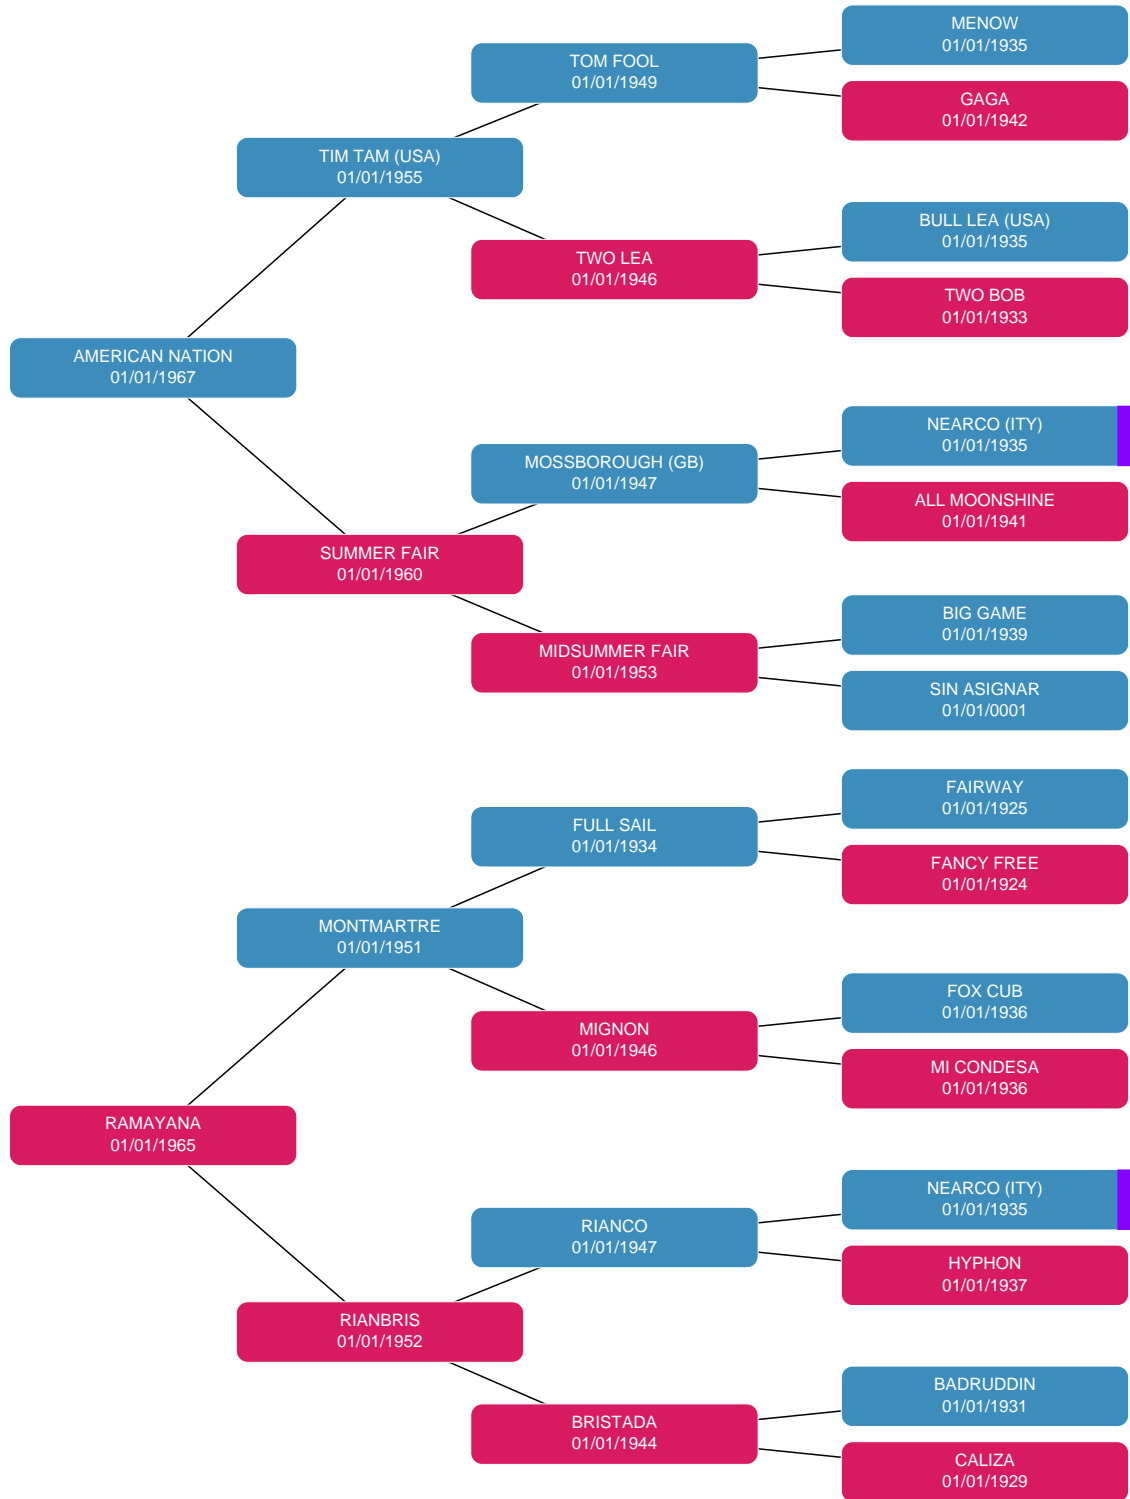 MENOW
01/01/1935
TOM FOOL
01/01/1949
GAGA
01/01/1942
TIM TAM (USA)
01/01/1955
BULL LEA (USA)
01/01/1935
TWO LEA
01/01/1946
TWO BOB
01/01/1933
AMERICAN NATION
01/01/1967
NEARCO (ITY)
01/01/1935
MOSSBOROUGH (GB)
01/01/1947
ALL MOONSHINE
01/01/1941
SUMMER FAIR
01/01/1960
BIG GAME
01/01/1939
MIDSUMMER FAIR
01/01/1953
SIN ASIGNAR
01/01/0001
FAIRWAY
01/01/1925
FULL SAIL
01/01/1934
FANCY FREE
01/01/1924
MONTMARTRE
01/01/1951
FOX CUB
01/01/1936
MIGNON
01/01/1946
MI CONDESA
01/01/1936
RAMAYANA
01/01/1965
NEARCO (ITY)
01/01/1935
RIANCO
01/01/1947
HYPHON
01/01/1937
RIANBRIS
01/01/1952
BADRUDDIN
01/01/1931
BRISTADA
01/01/1944
CALIZA
01/01/1929